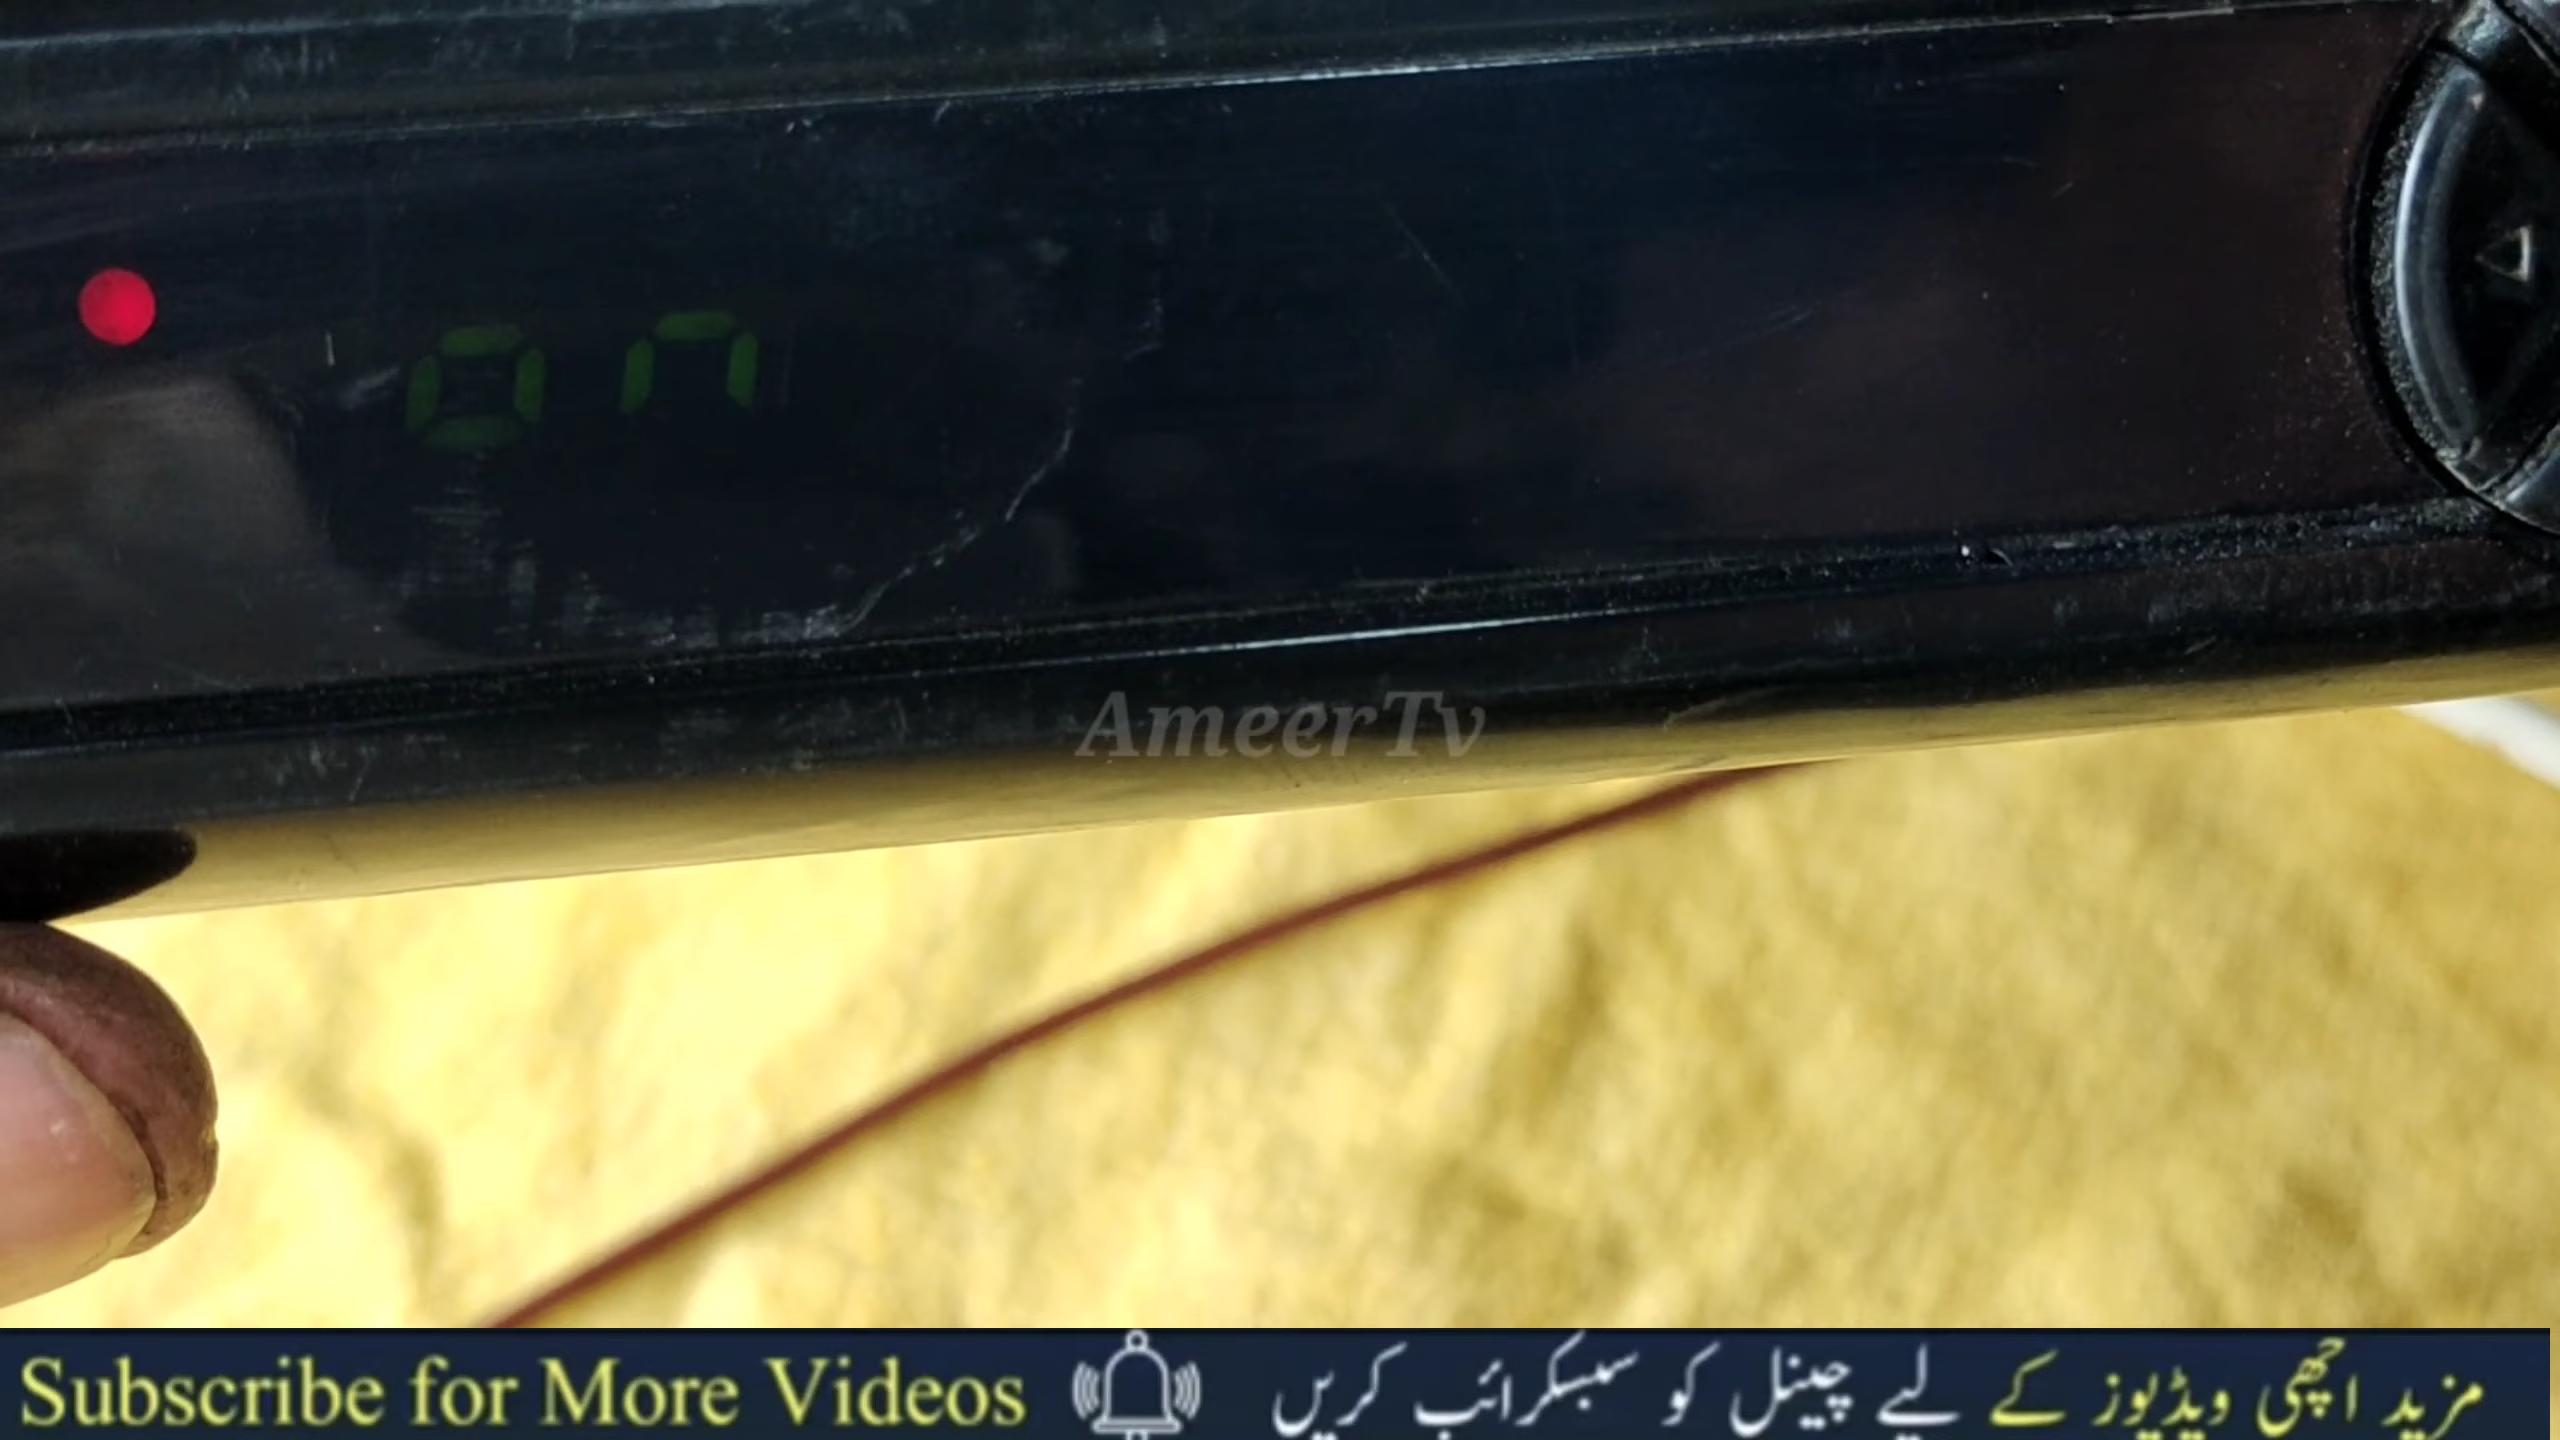 on
AmeerTv
Subscribe for More Videos
مزید اچھی ویڈیوز کے لیے چینل کو سبسکرائب کریں